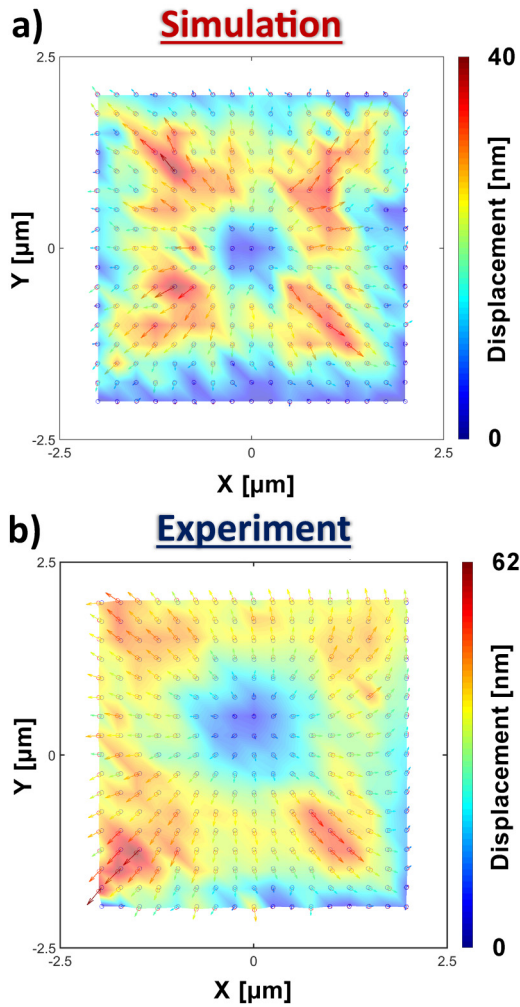 a) Simulation
2.5
40
0
Y [µm]
Displacement [nm]
-2.5
0
-2.5
0
2.5
X [µm]
b) Experiment
2.5
62
0
Y [µm]
Displacement [nm]
-2.5
0
-2.5
0
2.5
X [µm]